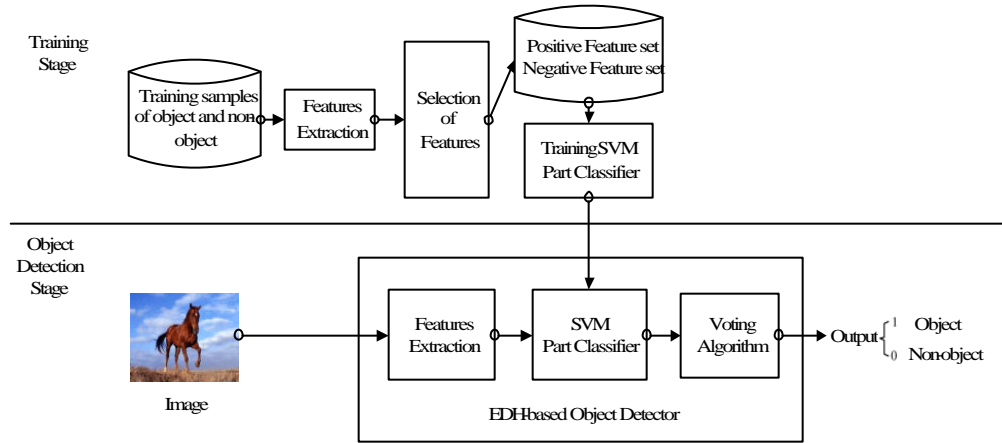 Training
Stage
Training samples
of object and non-
object
Features
Extraction
Selection
of
Features
Positive Feature set
Negative Feature set
Training SVM
Part Classifier
Object
Detection
Stage
Image
Features
Extraction
SVM
Part Classifier
Voting
Algorithm
EDH-based Object Detector
Output
1 Object
0 Non-object